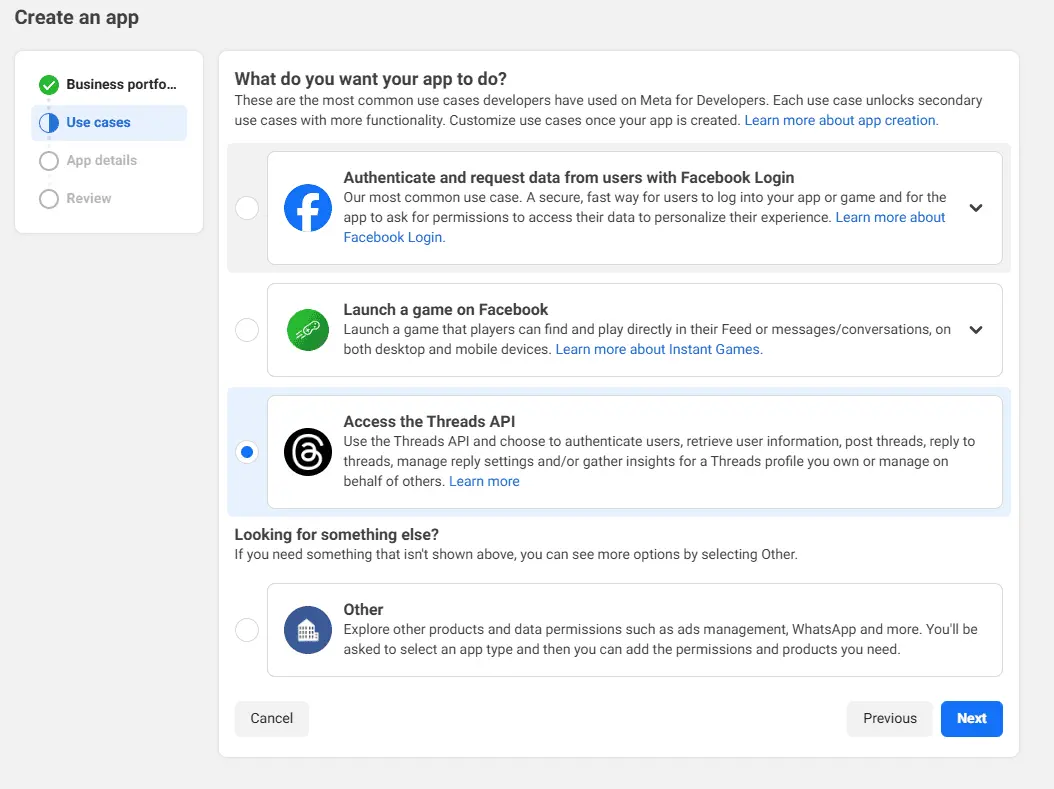 Create an app
Business portfo...
Use cases
App details
Review
What do you want your app to do?
These are the most common use cases developers have used on Meta for Developers. Each use case unlocks secondary
use cases with more functionality. Customize use cases once your app is created. Learn more about app creation.
Authenticate and request data from users with Facebook Login
Our most common use case. A secure, fast way for users to log into your app or game and for the
app to ask for permissions to access their data to personalize their experience. Learn more about
Facebook Login.
Launch a game on Facebook
Launch a game that players can find and play directly in their Feed or messages/conversations, on
both desktop and mobile devices. Learn more about Instant Games.
Access the Threads API
Use the Threads API and choose to authenticate users, retrieve user information, post threads, reply to
threads, manage reply settings and/or gather insights for a Threads profile you own or manage on
behalf of others. Learn more
Looking for something else?
If you need something that isn't shown above, you can see more options by selecting Other.
Other
Explore other products and data permissions such as ads management, WhatsApp and more. You'll be
asked to select an app type and then you can add the permissions and products you need.
Cancel
Previous
Next